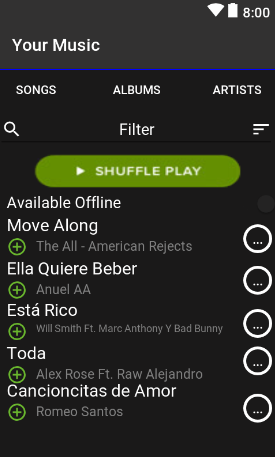 8:00
Your Music
SONGS ALBUMS ARTISTS
Filter
SHUFFLE PLAY
Available Offline
Move Along
The All - American Rejects
...
Ella Quiere Beber
Anuel AA
...
Está Rico
Will Smith Ft. Marc Anthony Y Bad Bunny
...
Toda
Alex Rose Ft. Raw Alejandro
...
Cancioncitas de Amor
Romeo Santos
...